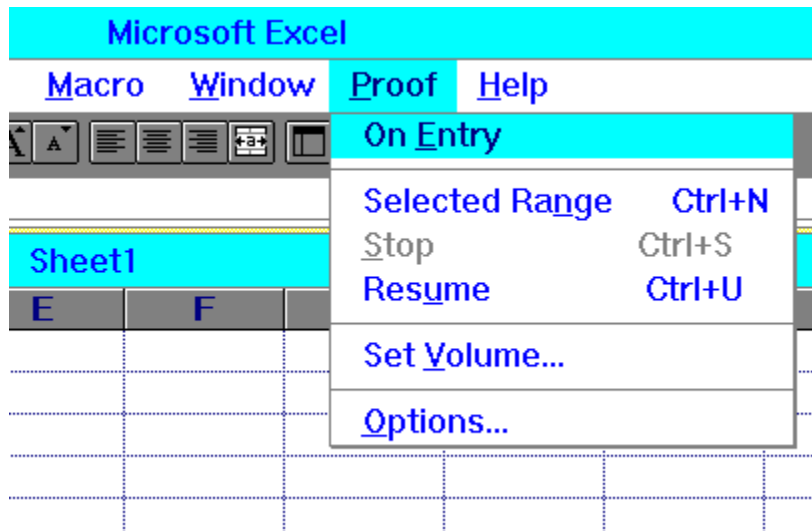 Microsoft Excel
Macro Window Proof Help
A A a
On Entry
Selected Range Ctrl+N
Stop Ctrl+S
Resume Ctrl+U
Set Volume...
Options...
Sheet1
E F